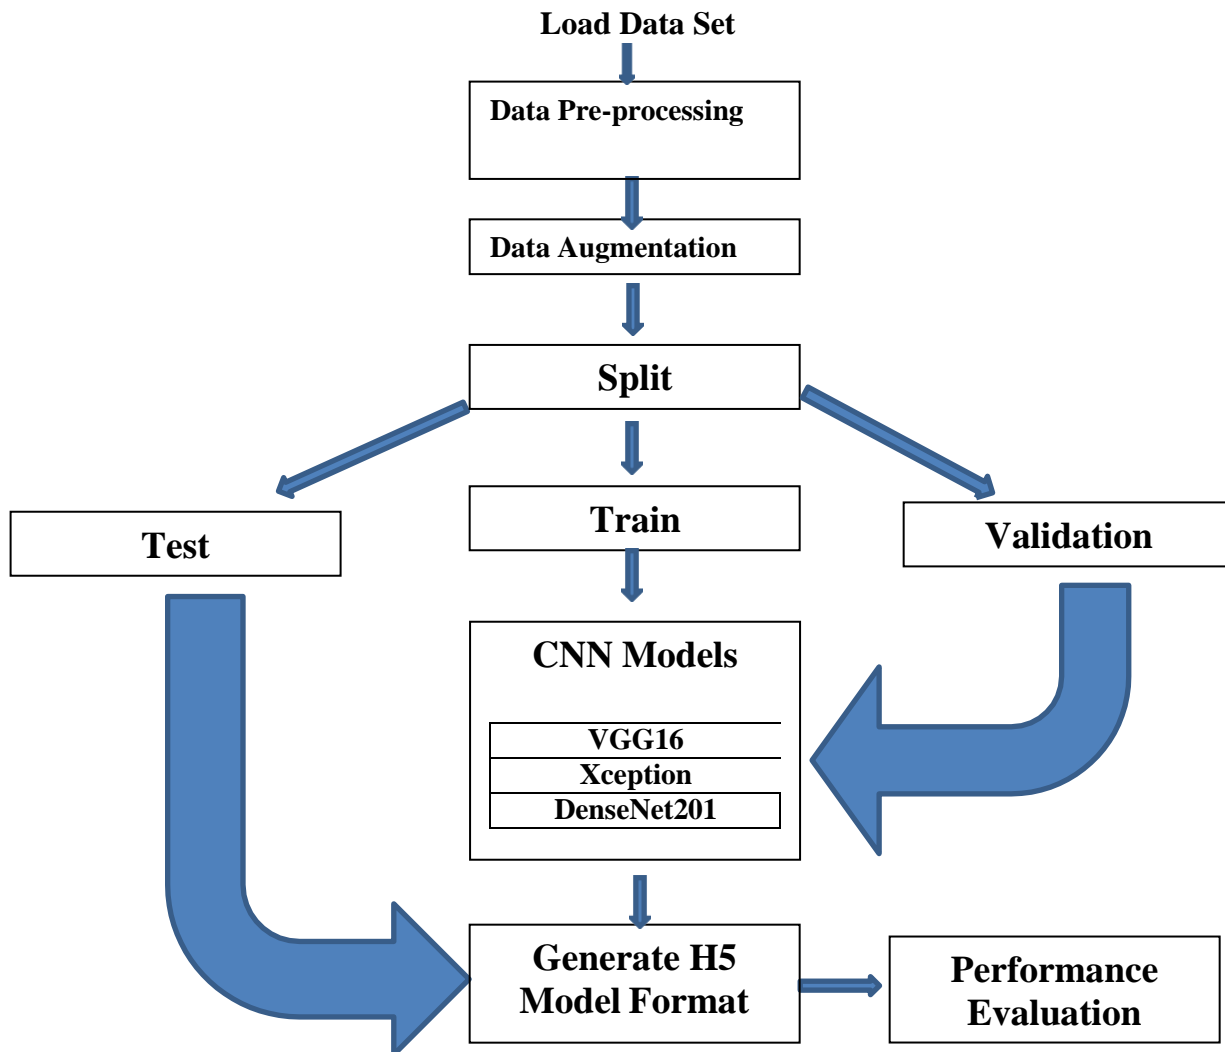 Load Data Set
Data Pre-processing
Data Augmentation
Split
Test
Train
Validation
CNN Models
VGG16
Xception
DenseNet201
Generate H5
Model Format
Performance
Evaluation